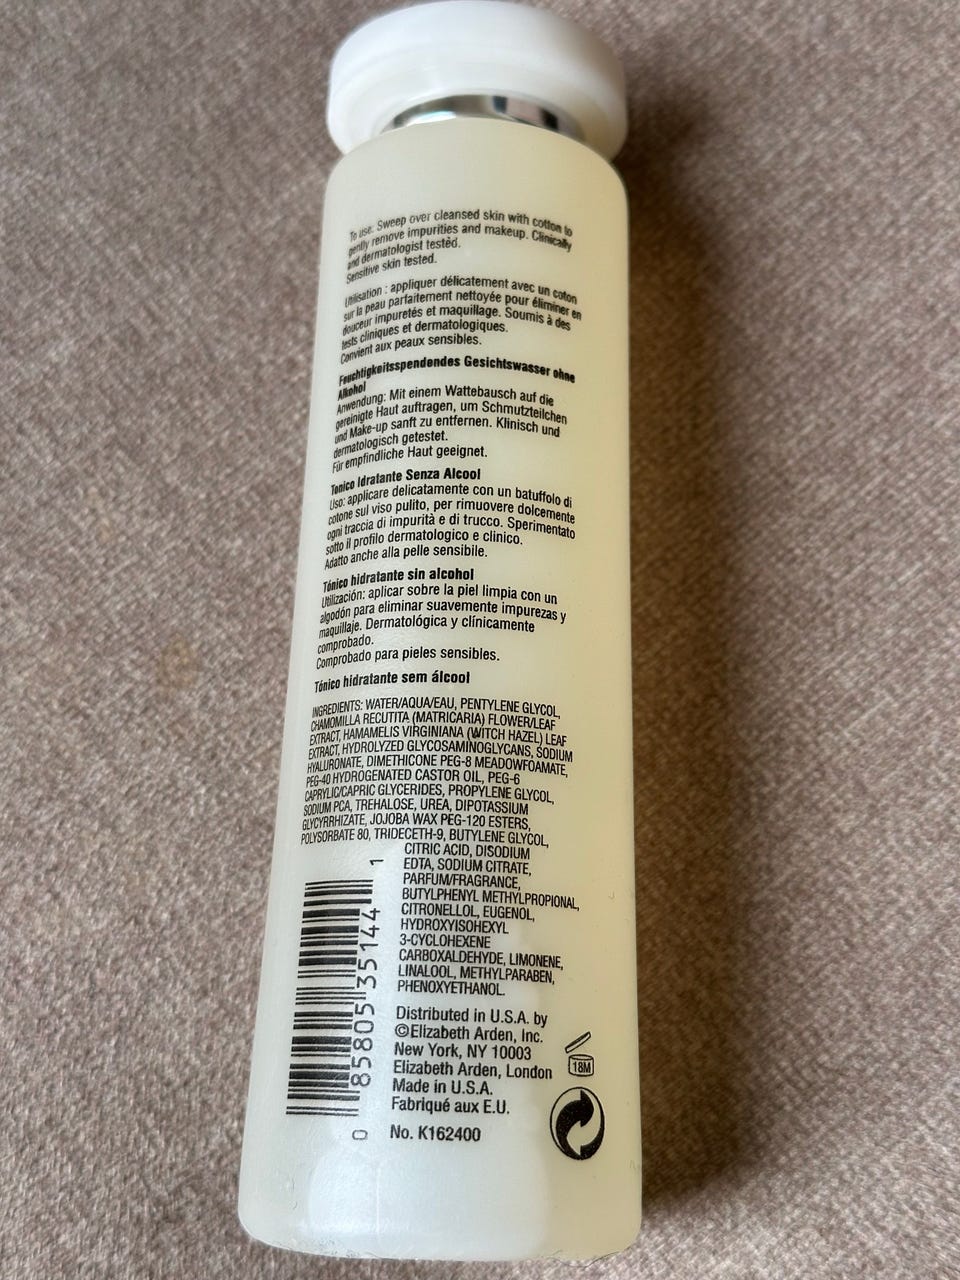 To use: Sweep over cleansed skin with cotton to
gently remove impurities and makeup. Clinically
and dermatologist tested.
Sensitive skin tested.
Utilisation : appliquer délicatement avec un coton
sur la peau parfaitement nettoyée pour éliminer en
douceur impuretés et maquillage. Soumis à des
tests cliniques et dermatologiques.
Convient aux peaux sensibles.
Feuchtigkeitsspendendes Gesichtswasser ohne
Alkohol
Anwendung: Mit einem Wattebausch auf die
gereinigte Haut auftragen, um Schmutzteilchen
und Make-up sanft zu entfernen. Klinisch und
dermatologisch getestet.
Für empfindliche Haut geeignet.
Tonico Idratante Senza Alcool
Uso: applicare delicatamente con un batuffolo di
cotone sul viso pulito, per rimuovere dolcemente
ogni traccia di impurità e di trucco. Sperimentato
sotto il profilo dermatologico e clinico.
Adatto anche alla pelle sensibile.
Tónico hidratante sin alcohol
Utilización: aplicar sobre la piel limpia con un
algodón para eliminar suavemente impurezas y
maquillaje. Dermatológica y clínicamente
comprobado.
Comprobado para pieles sensibles.
Tónico hidratante sem álcool
INGREDIENTS: WATER/AQUA/EAU, PENTYLENE GLYCOL,
CHAMOMILLA RECUTITA (MATRICARIA) FLOWER/LEAF
EXTRACT, HAMAMELIS VIRGINIANA (WITCH HAZEL) LEAF
EXTRACT, HYDROLYZED GLYCOSAMINOGLYCANS, SODIUM
HYALURONATE, DIMETHICONE PEG-8 MEADOWFOAMATE,
PEG-40 HYDROGENATED CASTOR OIL, PEG-6
CAPRYLIC/CAPRIC GLYCERIDES, PROPYLENE GLYCOL,
SODIUM PCA, TREHALOSE, UREA, DIPOTASSIUM
GLYCYRRHIZATE, JOJOBA WAX PEG-120 ESTERS,
POLYSORBATE 80, TRIDECETH-9, BUTYLENE GLYCOL,
CITRIC ACID, DISODIUM
EDTA, SODIUM CITRATE,
PARFUM/FRAGRANCE,
BUTYLPHENYL METHYLPROPIONAL,
CITRONELLOL, EUGENOL,
HYDROXYISOHEXYL
3-CYCLOHEXENE
CARBOXALDEHYDE, LIMONENE,
LINALOOL, METHYLPARABEN,
PHENOXYETHANOL.
0 85805 35144 1
Distributed in U.S.A. by
©Elizabeth Arden, Inc.
New York, NY 10003
Elizabeth Arden, London
Made in U.S.A.
Fabriqué aux E.U.
No. K162400
18M